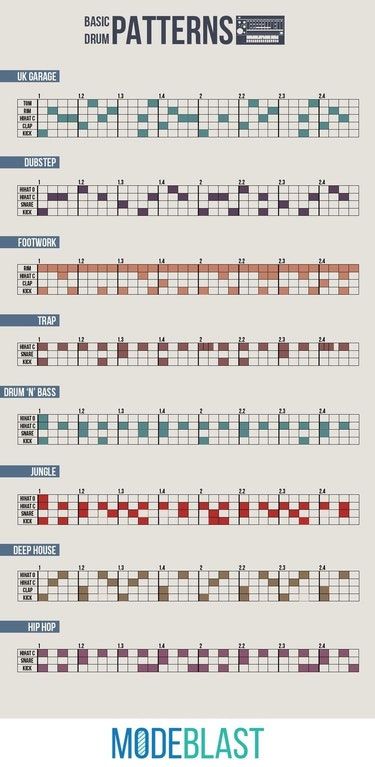 BASIC
DRUM PATTERNS
UK GARAGE
1 1.2 1.3 1.4 2 2.2 2.3 2.4
TOM
RIM
HIHAT C
CLAP
KICK
DUBSTEP
1 1.2 1.3 1.4 2 2.2 2.3 2.4
HIHAT O
HIHAT C
SNARE
KICK
FOOTWORK
1 1.2 1.3 1.4 2 2.2 2.3 2.4
RIM
HIHAT C
CLAP
KICK
TRAP
1 1.2 1.3 1.4 2 2.2 2.3 2.4
HIHAT C
SNARE
KICK
DRUM 'N' BASS
1 1.2 1.3 1.4 2 2.2 2.3 2.4
HIHAT O
HIHAT C
SNARE
KICK
JUNGLE
1 1.2 1.3 1.4 2 2.2 2.3 2.4
HIHAT O
HIHAT C
SNARE
KICK
DEEP HOUSE
1 1.2 1.3 1.4 2 2.2 2.3 2.4
HIHAT O
HIHAT C
CLAP
KICK
HIP HOP
1 1.2 1.3 1.4 2 2.2 2.3 2.4
HIHAT C
SNARE
KICK
MODEBLAST